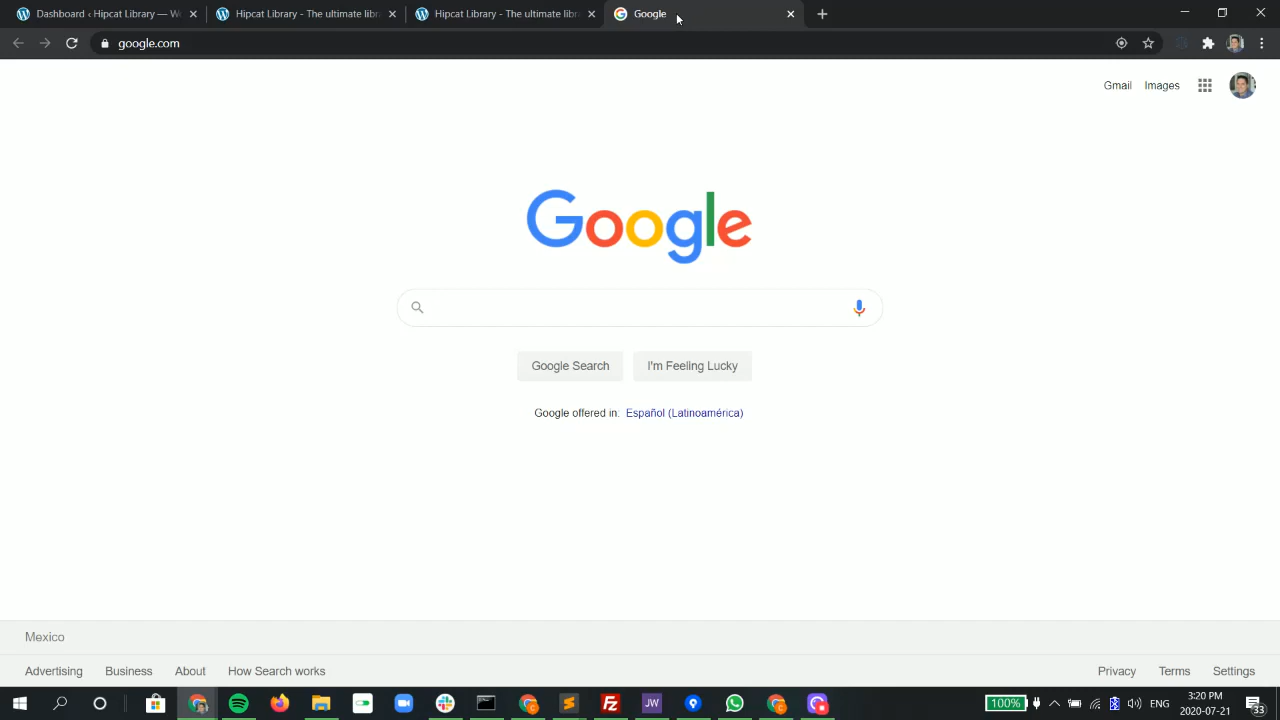 Dashboard ‹ Hipcat Library — W
Hipcat Library - The ultimate libr
Hipcat Library - The ultimate libr
Google
google.com
Gmail
Images
Google
Google Search
I'm Feeling Lucky
Google offered in: Español (Latinoamérica)
Mexico
Advertising
Business
About
How Search works
Privacy
Terms
Settings
JW
100%
ENG
3:20 PM
2020-07-21
33